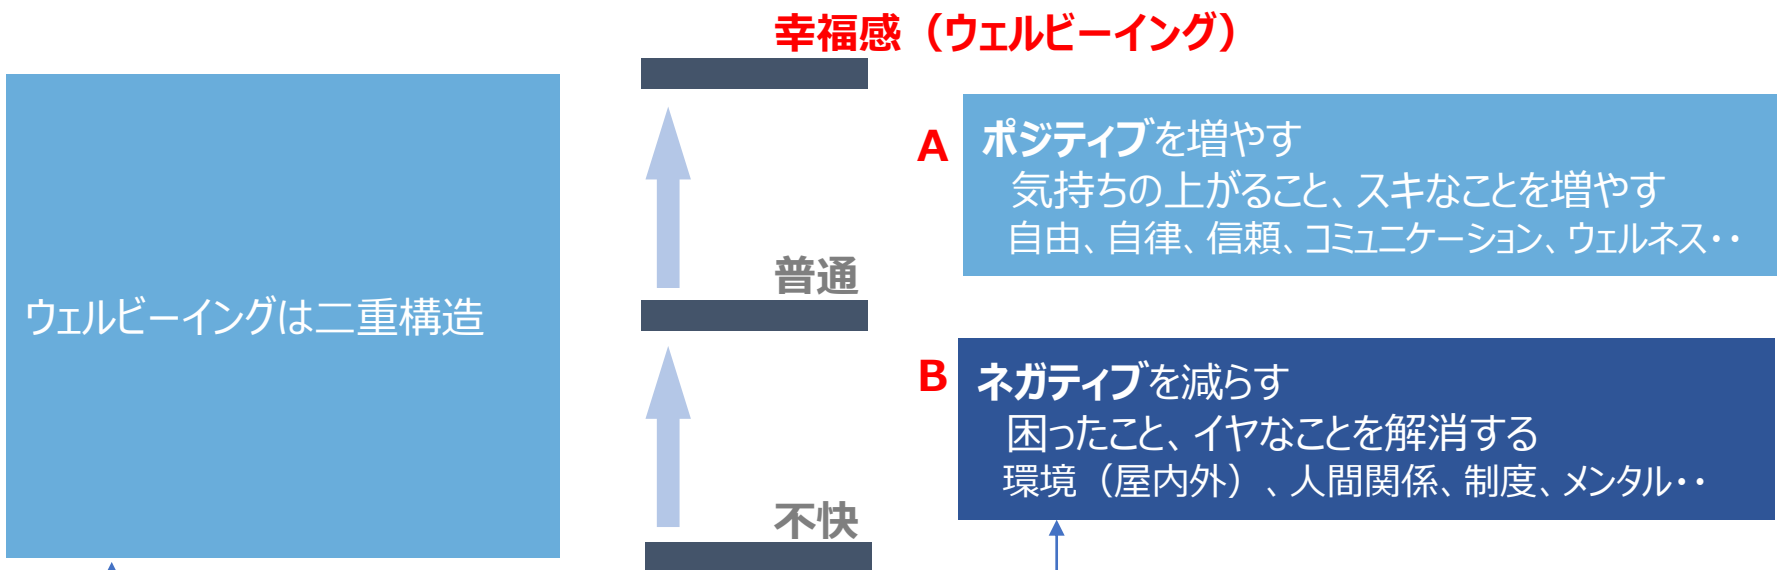 幸福感（ウェルビーイング）
ウェルビーイングは二重構造
A
ポジティブを増やす
気持ちの上がること、スキなことを増やす
自由、自律、信頼、コミュニケーション、ウェルネス・・
普通
B
ネガティブを減らす
困ったこと、イヤなことを解消する
環境（屋内外）、人間関係、制度、メンタル・・
不快